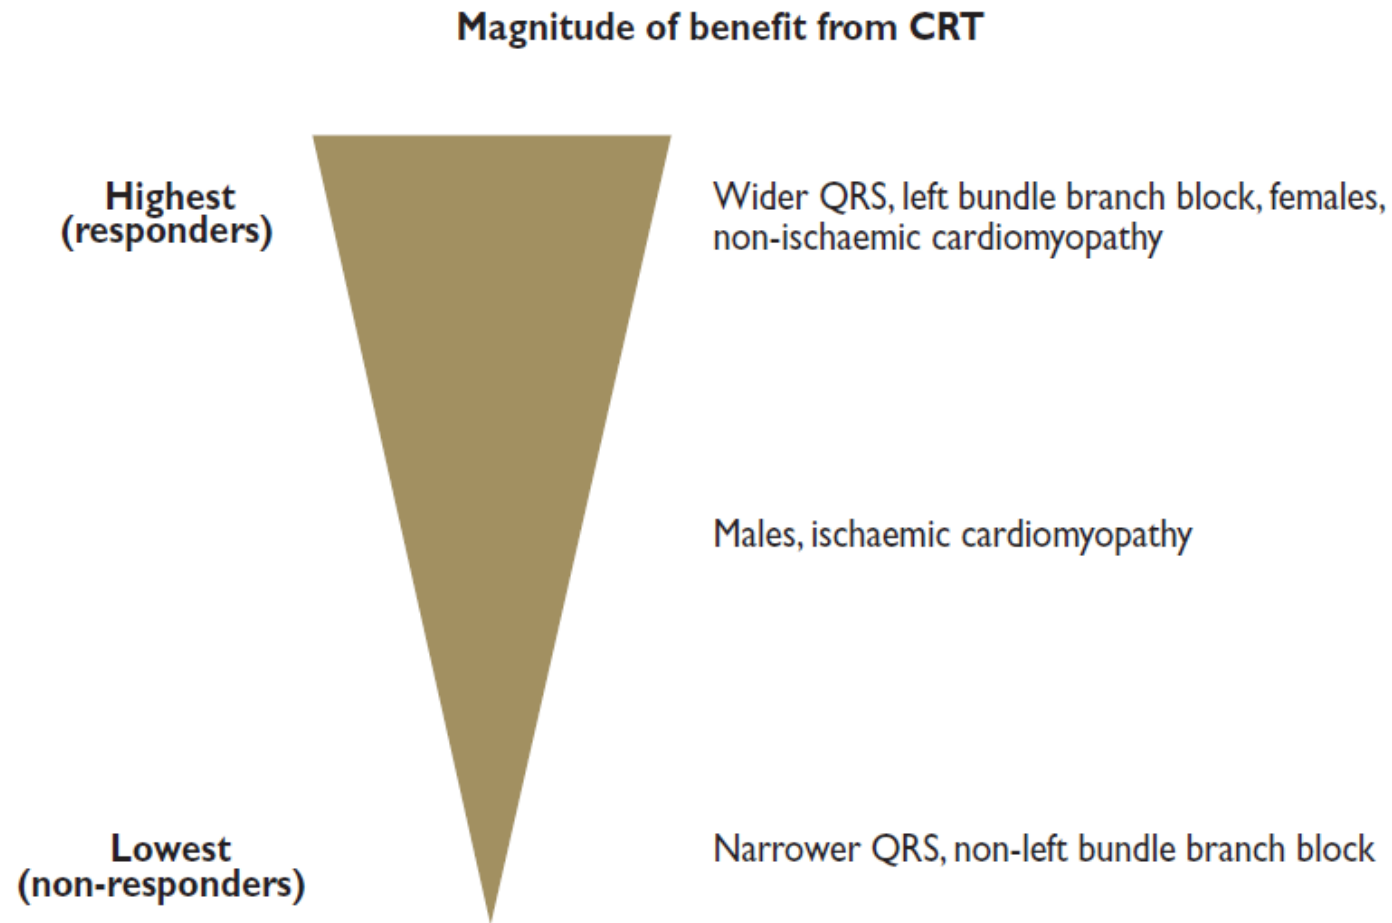 Magnitude of benefit from CRT
Highest
(responders)
Wider QRS, left bundle branch block, females,
non-ischaemic cardiomyopathy
Males, ischaemic cardiomyopathy
Lowest
(non-responders)
Narrower QRS, non-left bundle branch block